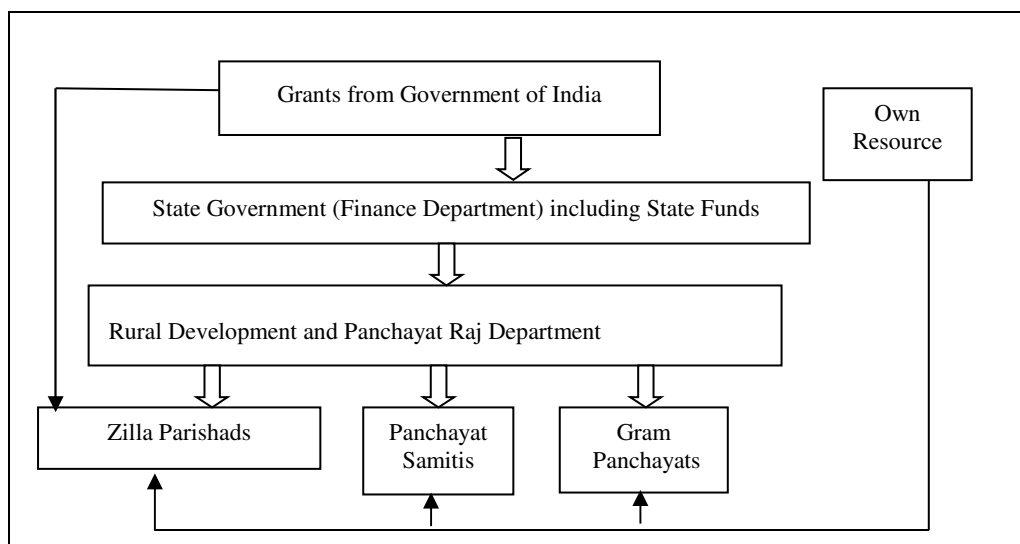 Grants from Government of India
Own
Resource
State Government (Finance Department) including State Funds
Rural Development and Panchayat Raj Department
Zilla Parishads
Panchayat
Samitis
Gram
Panchayats